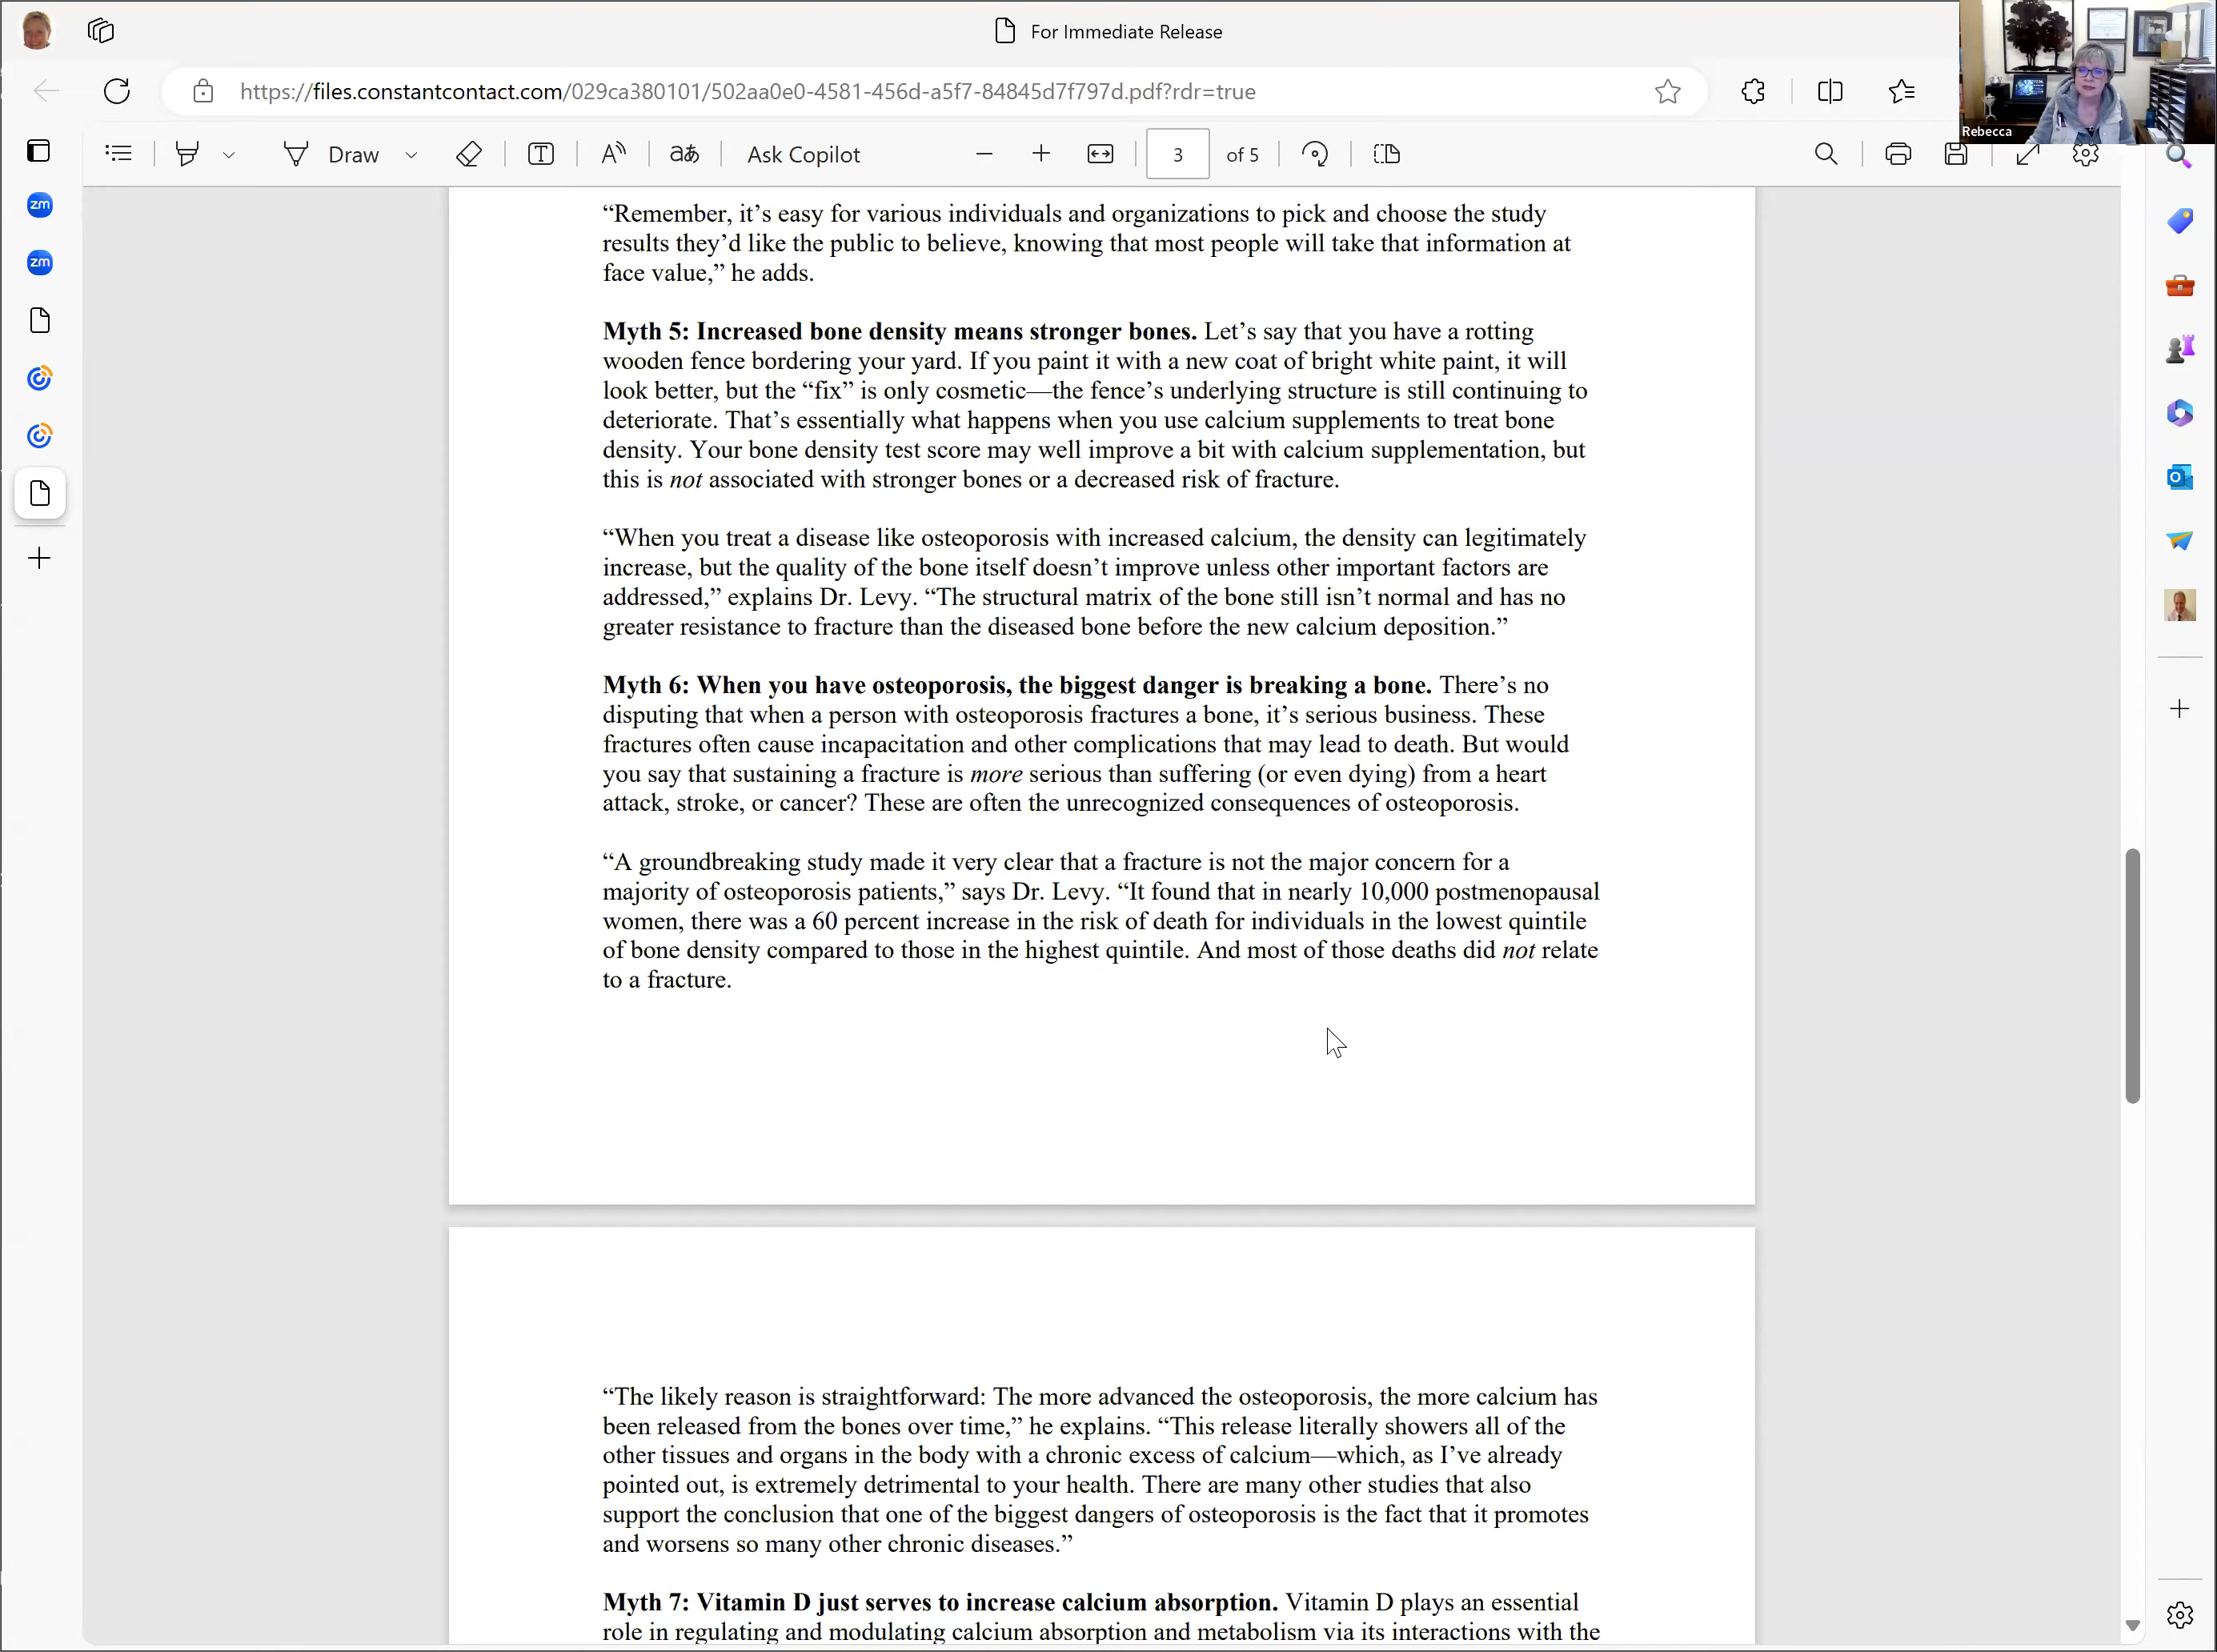 For Immediate Release
https://files.constantcontact.com/029ca380101/502aa0e0-4581-456d-a5f7-84845d7f797d.pdf?rdr=true
Rebecca
Draw
aあ
Ask Copilot
3 of 5
zm
zm
“Remember, it’s easy for various individuals and organizations to pick and choose the study
results they’d like the public to believe, knowing that most people will take that information at
face value,” he adds.
Myth 5: Increased bone density means stronger bones. Let’s say that you have a rotting
wooden fence bordering your yard. If you paint it with a new coat of bright white paint, it will
look better, but the “fix” is only cosmetic—the fence’s underlying structure is still continuing to
deteriorate. That’s essentially what happens when you use calcium supplements to treat bone
density. Your bone density test score may well improve a bit with calcium supplementation, but
this is not associated with stronger bones or a decreased risk of fracture.
“When you treat a disease like osteoporosis with increased calcium, the density can legitimately
increase, but the quality of the bone itself doesn’t improve unless other important factors are
addressed,” explains Dr. Levy. “The structural matrix of the bone still isn’t normal and has no
greater resistance to fracture than the diseased bone before the new calcium deposition.”
Myth 6: When you have osteoporosis, the biggest danger is breaking a bone. There’s no
disputing that when a person with osteoporosis fractures a bone, it’s serious business. These
fractures often cause incapacitation and other complications that may lead to death. But would
you say that sustaining a fracture is more serious than suffering (or even dying) from a heart
attack, stroke, or cancer? These are often the unrecognized consequences of osteoporosis.
“A groundbreaking study made it very clear that a fracture is not the major concern for a
majority of osteoporosis patients,” says Dr. Levy. “It found that in nearly 10,000 postmenopausal
women, there was a 60 percent increase in the risk of death for individuals in the lowest quintile
of bone density compared to those in the highest quintile. And most of those deaths did not relate
to a fracture.
“The likely reason is straightforward: The more advanced the osteoporosis, the more calcium has
been released from the bones over time,” he explains. “This release literally showers all of the
other tissues and organs in the body with a chronic excess of calcium—which, as I’ve already
pointed out, is extremely detrimental to your health. There are many other studies that also
support the conclusion that one of the biggest dangers of osteoporosis is the fact that it promotes
and worsens so many other chronic diseases.”
Myth 7: Vitamin D just serves to increase calcium absorption. Vitamin D plays an essential
role in regulating and modulating calcium absorption and metabolism via its interactions with the